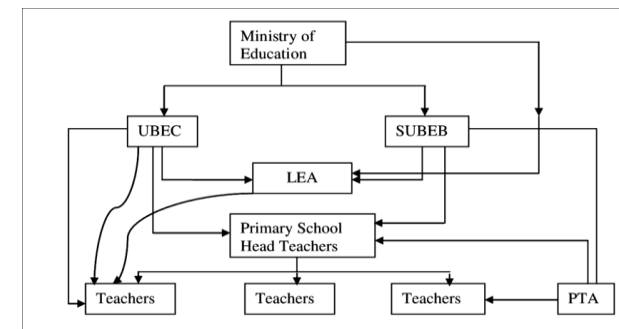 Ministry of
Education
UBEC
SUBEB
LEA
Primary School
Head Teachers
Teachers
Teachers
Teachers
PTA